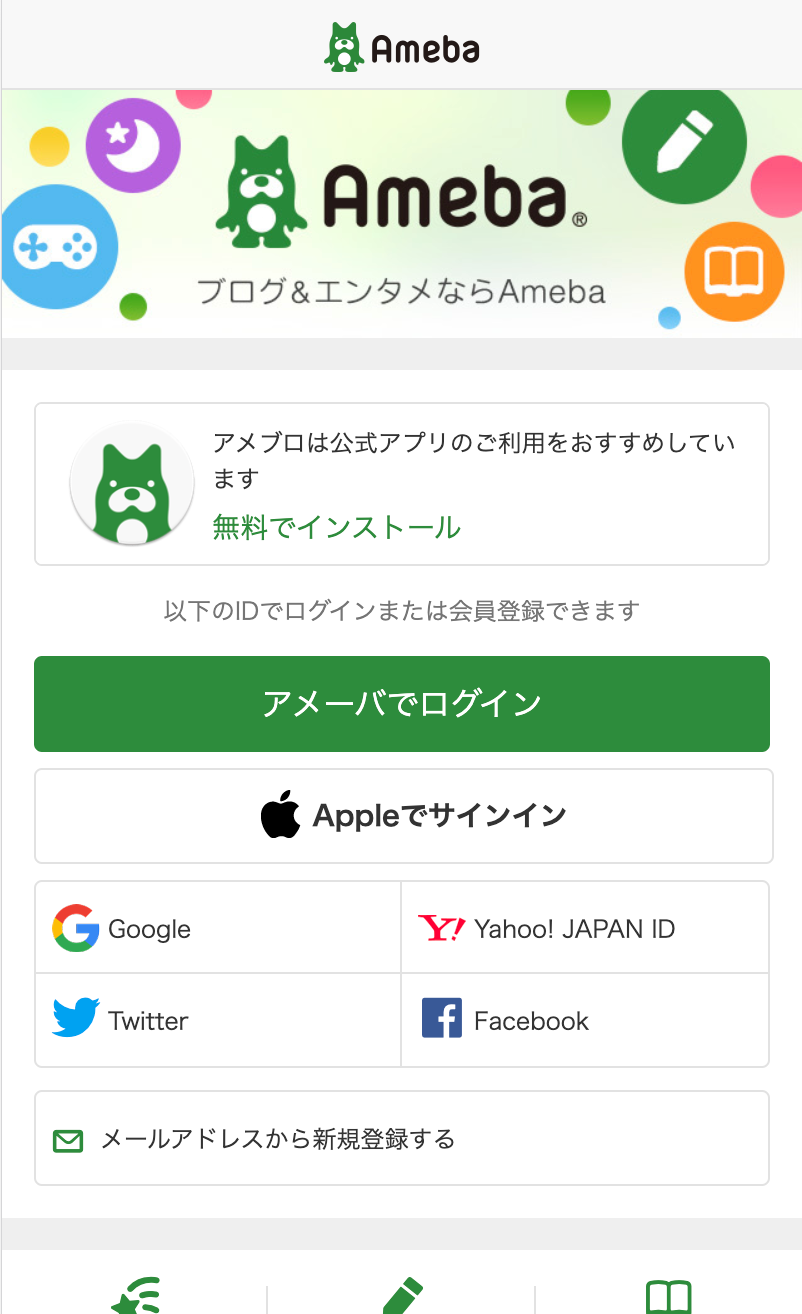 Ameba
Ameba®
ブログ&エンタメならAmeba
アメブロは公式アプリのご利用をおすすめしてい
ます
無料でインストール
以下のIDでログインまたは会員登録できます
アメーバでログイン
Appleでサインイン
Google
Yahoo! JAPAN ID
Twitter
Facebook
メールアドレスから新規登録する